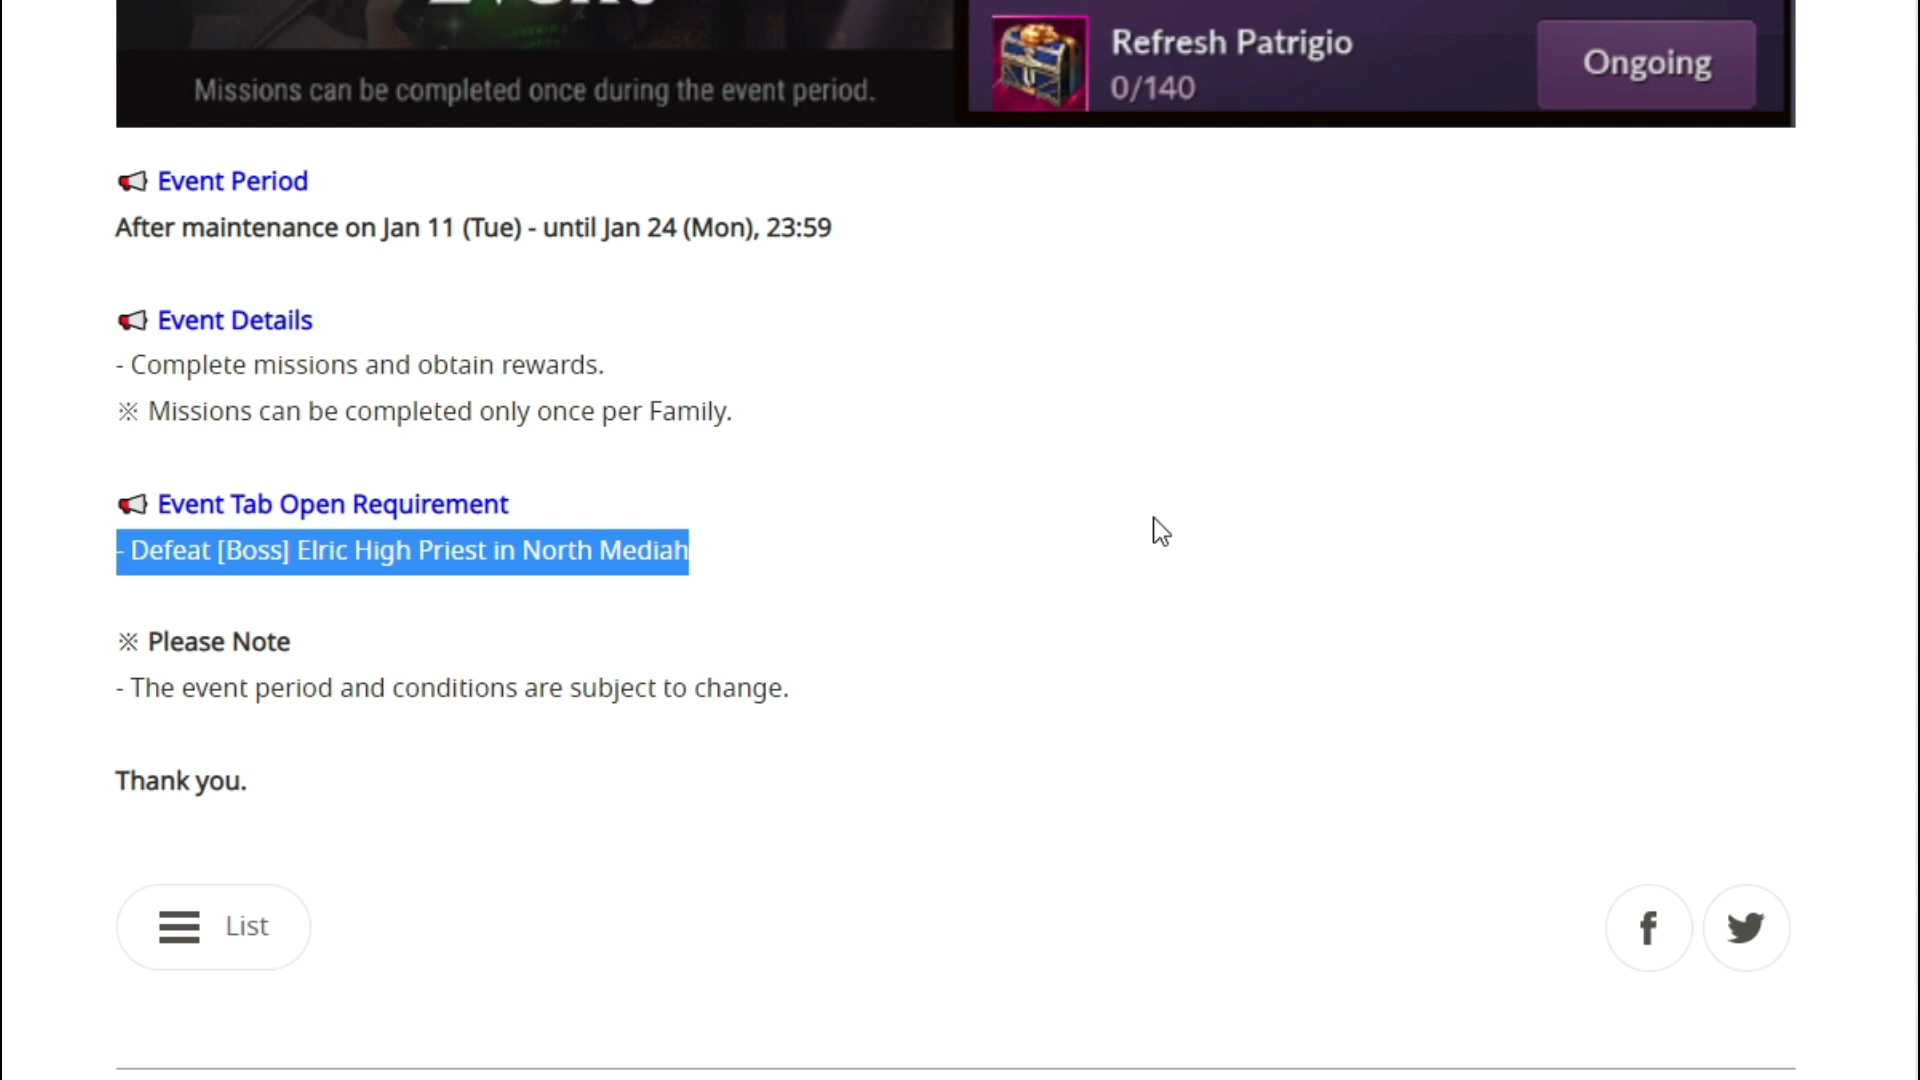 Refresh Patrigio
0/140
Ongoing
Missions can be completed once during the event period.
Event Period
After maintenance on Jan 11 (Tue) - until Jan 24 (Mon), 23:59
Event Details
- Complete missions and obtain rewards.
※ Missions can be completed only once per Family.
Event Tab Open Requirement
- Defeat [Boss] Elric High Priest in North Mediah
※ Please Note
- The event period and conditions are subject to change.
Thank you.
List